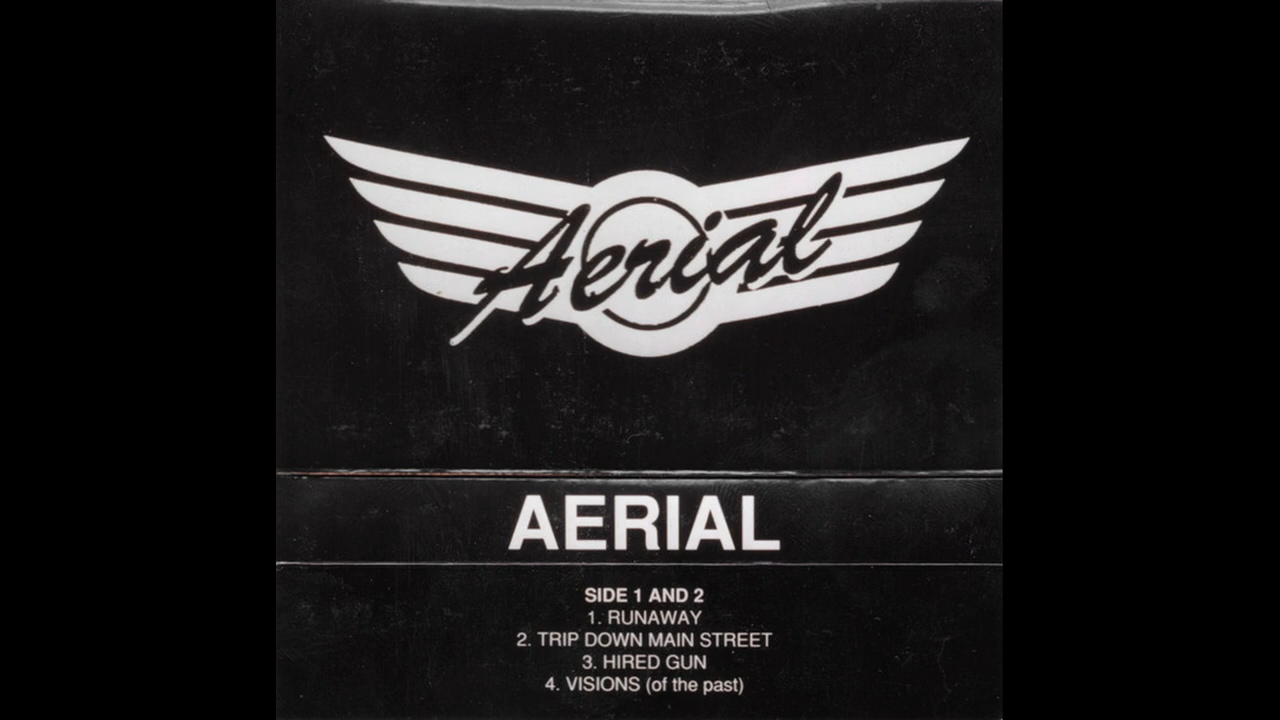 Aerial
AERIAL
SIDE 1 AND 2
1. RUNAWAY
2. TRIP DOWN MAIN STREET
3. HIRED GUN
4. VISIONS (of the past)